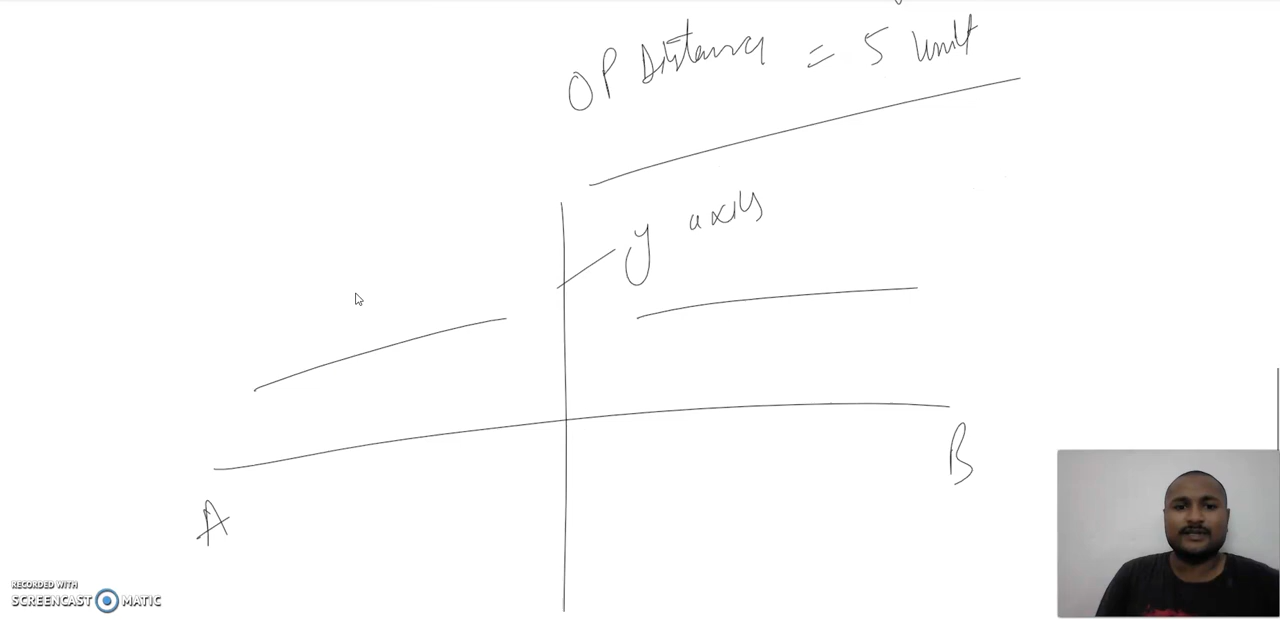 OP Distance = 5 unit
y axis
B
A
RECORDED WITH
SCREENCAST MATIC